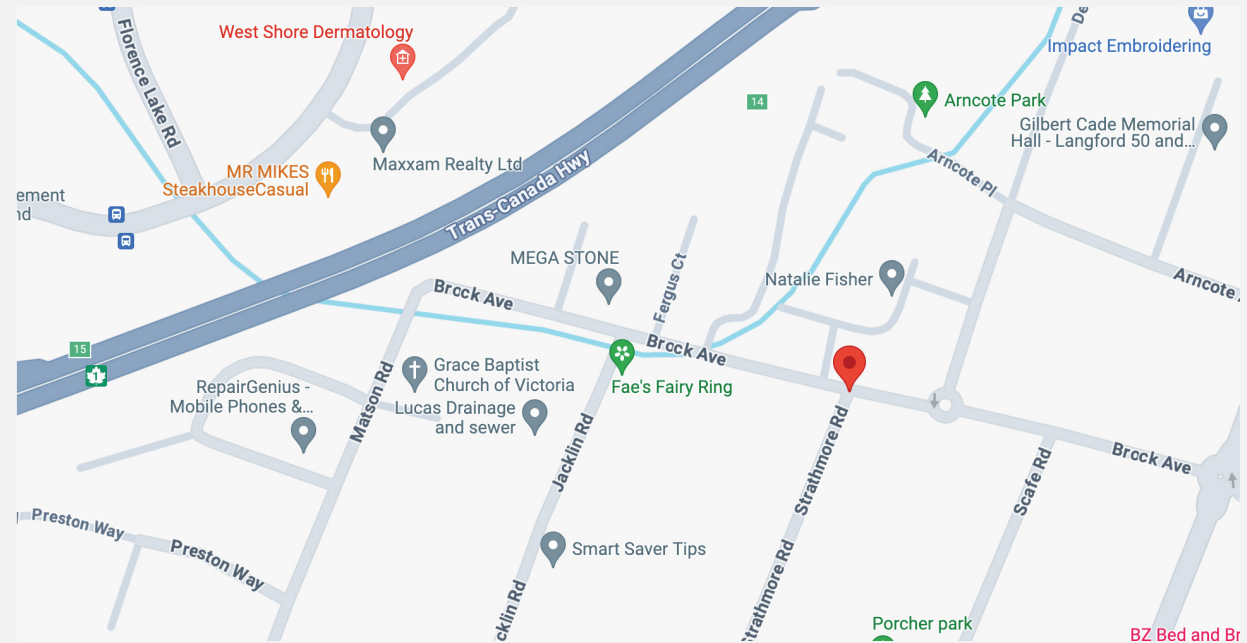 Florence Lake Rd
West Shore Dermatology
De
Impact Embroidering
14
Arncote Park
Gilbert Cade Memorial
Hall - Langford 50 and...
Maxxam Realty Ltd
MR MIKES
SteakhouseCasual
Trans-Canada Hwy
Arncote Pl
ement
nd
MEGA STONE
Fergus Ct
Natalie Fisher
Arncote
Brock Ave
15
1
Brock Ave
Grace Baptist
Church of Victoria
Fae's Fairy Ring
RepairGenius -
Mobile Phones &...
Matson Rd
Lucas Drainage
and sewer
Jacklin Rd
Strathmore Rd
Scafe Rd
Brock Ave
Preston Way
Preston Way
Smart Saver Tips
cklin Rd
Strathmore Rd
Porcher park
BZ Bed and Br